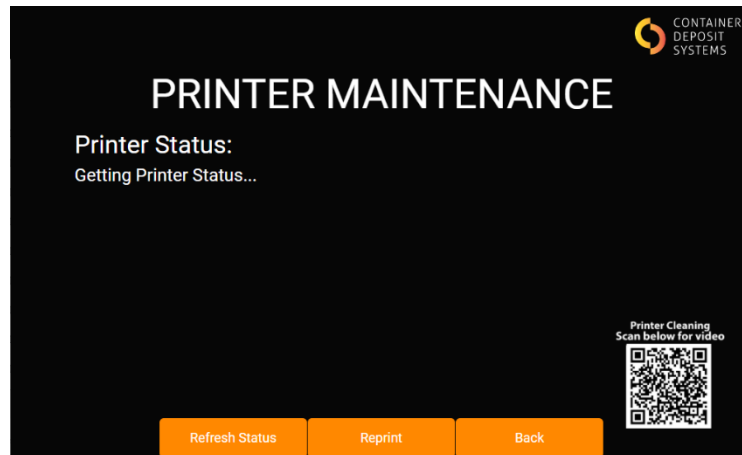 CONTAINER
DEPOSIT
SYSTEMS
PRINTER MAINTENANCE
Printer Status:
Getting Printer Status...
Printer Cleaning
Scan below for video
Refresh Status
Reprint
Back